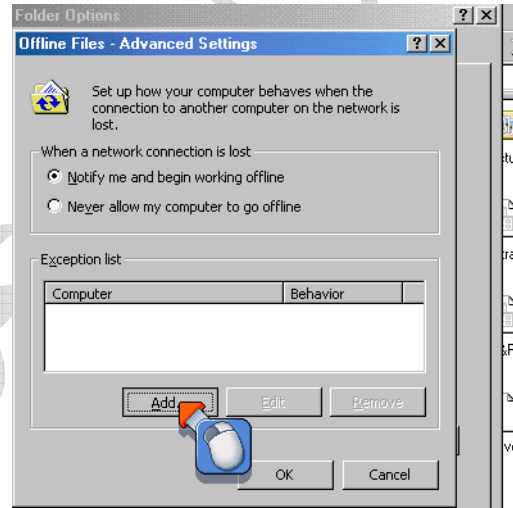 Folder Options
Offline Files - Advanced Settings
Set up how your computer behaves when the
connection to another computer on the network is
lost.
When a network connection is lost
Notify me and begin working offline
Never allow my computer to go offline
Exception list
Computer Behavior
Add... Edit Remove
OK Cancel